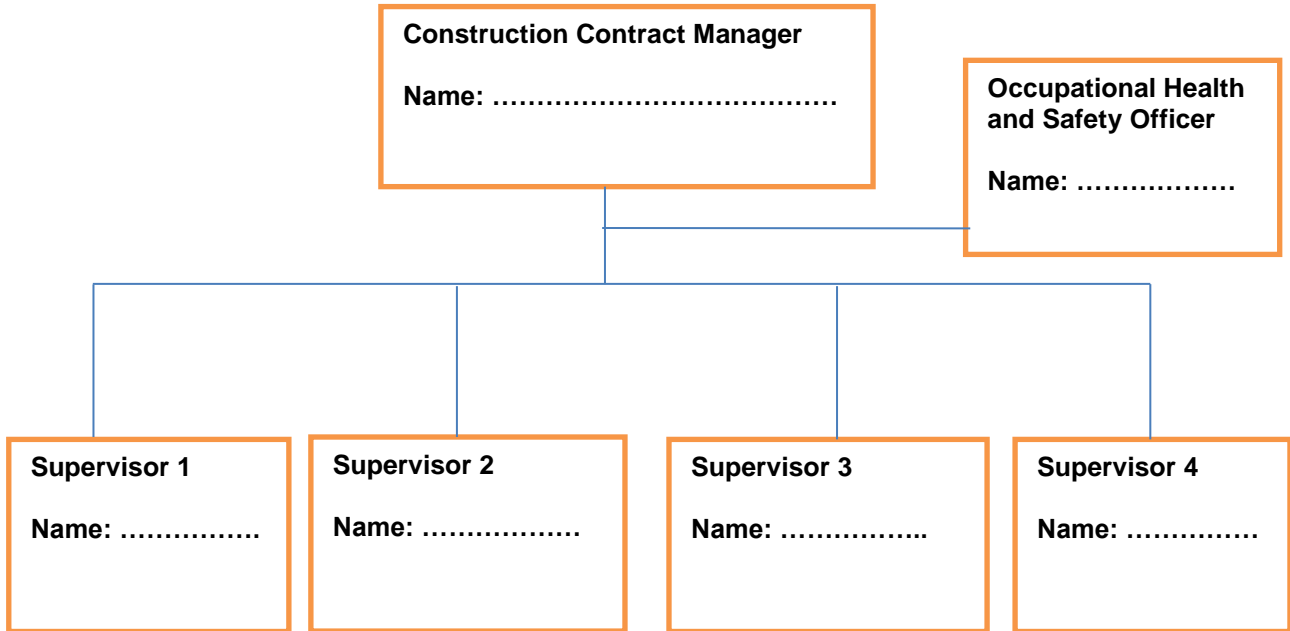 Construction Contract Manager
Name: …………………………………
Occupational Health
and Safety Officer
Name: ………………
Supervisor 1
Name: …………….
Supervisor 2
Name: ………………
Supervisor 3
Name: ……………..
Supervisor 4
Name: ……………